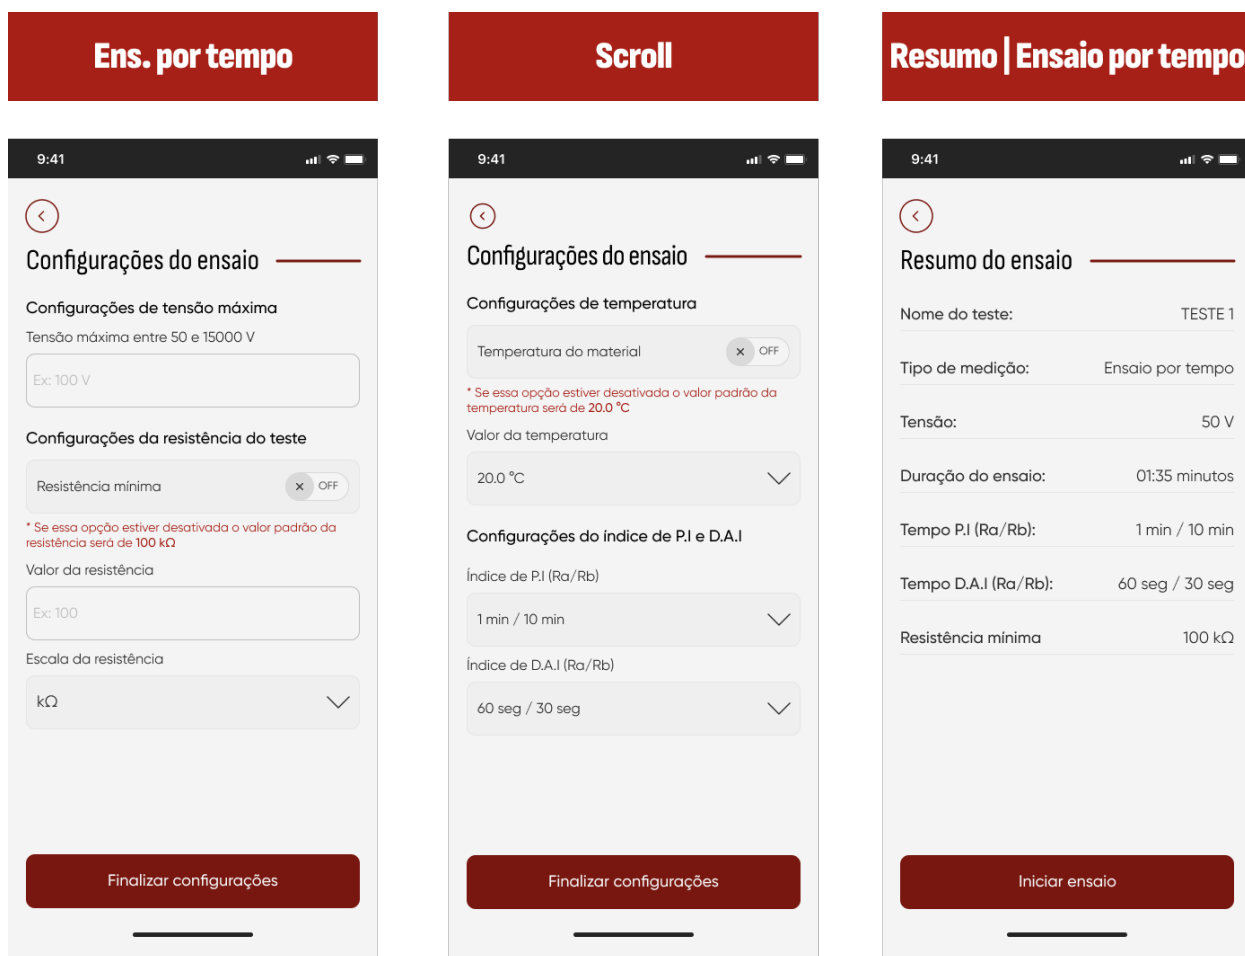 Ens. por tempo
9:41
Configurações do ensaio
Configurações de tensão máxima
Tensão máxima entre 50 e 15000 V
Ex: 100 V
Configurações da resistência do teste
Resistência mínima
OFF
* Se essa opção estiver desativada o valor padrão da
resistência será de 100 kΩ
Valor da resistência
Ex: 100
Escala da resistência
kΩ
Finalizar configurações
Scroll
9:41
Configurações do ensaio
Configurações de temperatura
Temperatura do material
OFF
* Se essa opção estiver desativada o valor padrão da
temperatura será de 20.0 °C
Valor da temperatura
20.0 °C
Configurações do índice de P.I e D.A.I
Índice de P.I (Ra/Rb)
1 min / 10 min
Índice de D.A.I (Ra/Rb)
60 seg / 30 seg
Finalizar configurações
Resumo | Ensaio por tempo
9:41
Resumo do ensaio
Nome do teste: TESTE 1
Tipo de medição: Ensaio por tempo
Tensão: 50 V
Duração do ensaio: 01:35 minutos
Tempo P.I (Ra/Rb): 1 min / 10 min
Tempo D.A.I (Ra/Rb): 60 seg / 30 seg
Resistência mínima 100 kΩ
Iniciar ensaio